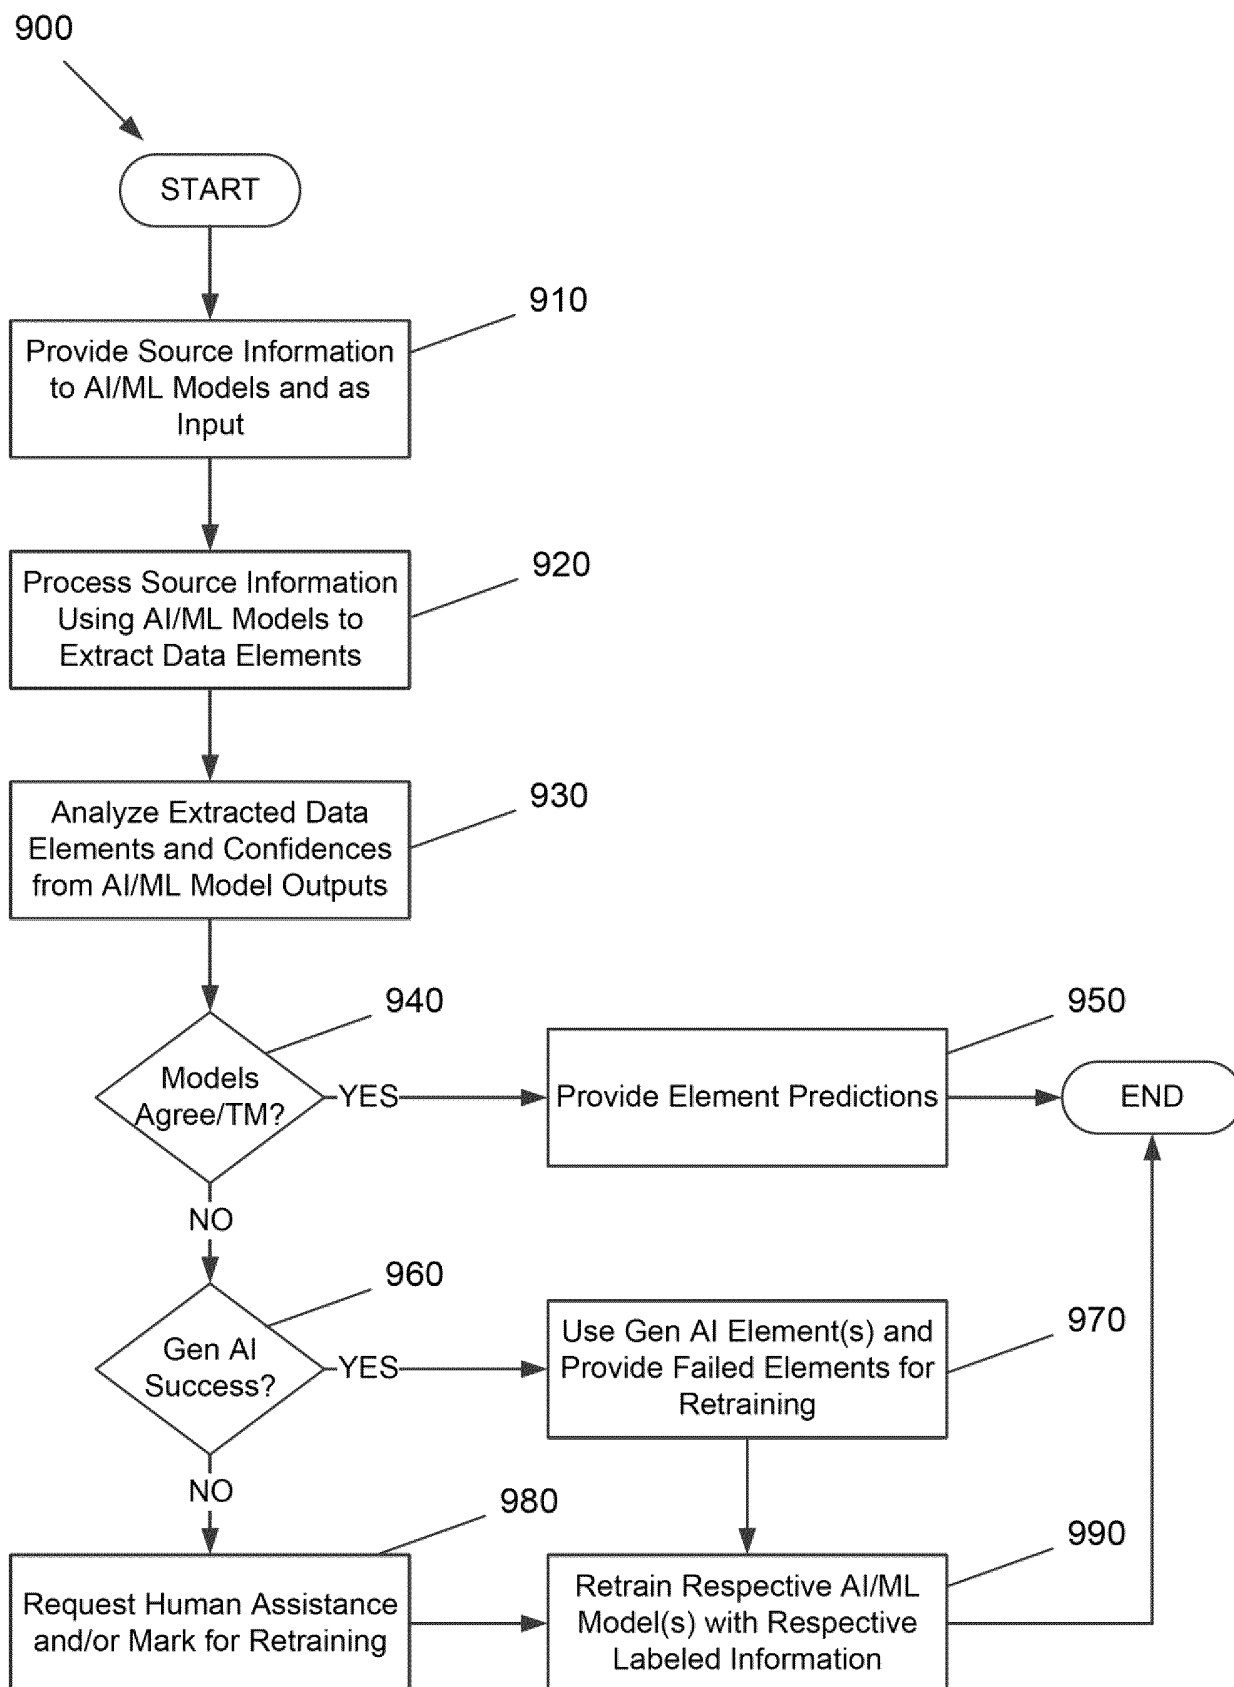 900
START
910
Provide Source Information
to AI/ML Models and as
Input
920
Process Source Information
Using AI/ML Models to
Extract Data Elements
930
Analyze Extracted Data
Elements and Confidences
from AI/ML Model Outputs
940
Models
Agree/TM?
YES
950
Provide Element Predictions
END
NO
960
Gen AI
Success?
YES
970
Use Gen AI Element(s) and
Provide Failed Elements for
Retraining
NO
980
Request Human Assistance
and/or Mark for Retraining
990
Retrain Respective AI/ML
Model(s) with Respective
Labeled Information